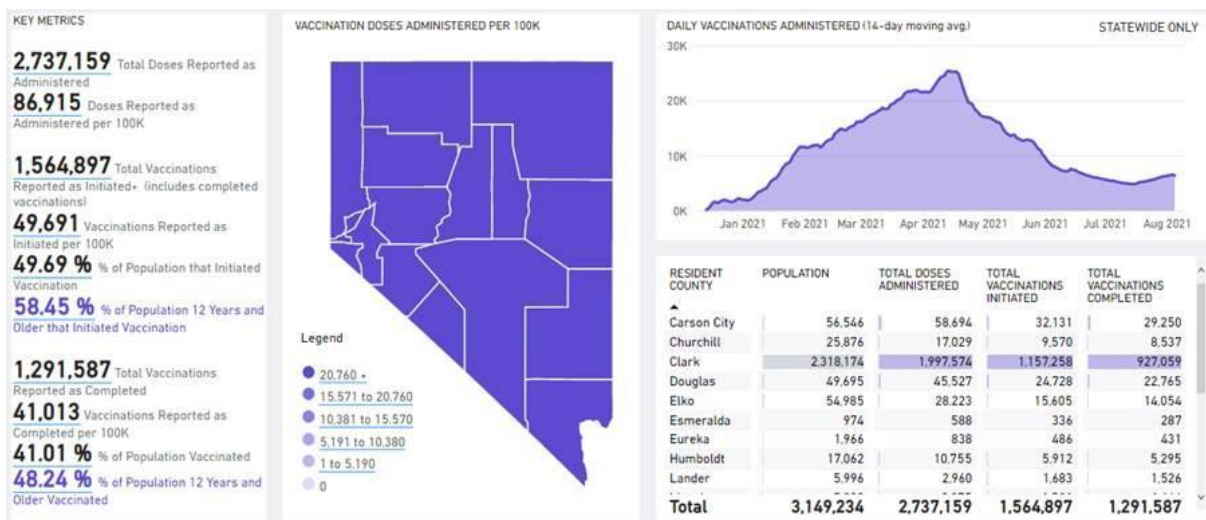 KEY METRICS
2,737,159 Total Doses Reported as
Administered
86,915 Doses Reported as
Administered per 100K
1,564,897 Total Vaccinations
Reported as Initiated+ (includes completed
vaccinations)
49,691 Vaccinations Reported as
Initiated per 100K
49.69 % % of Population that Initiated
Vaccination
58.45 % % of Population 12 Years and
Older that Initiated Vaccination
1,291,587 Total Vaccinations
Reported as Completed
41,013 Vaccinations Reported as
Completed per 100K
41.01 % % of Population Vaccinated
48.24 % % of Population 12 Years and
Older Vaccinated
VACCINATION DOSES ADMINISTERED PER 100K
Legend
20,760 +
15,571 to 20,760
10,381 to 15,570
5,191 to 10,380
1 to 5,190
0
DAILY VACCINATIONS ADMINISTERED (14-day moving avg.) STATEWIDE ONLY
30K
20K
10K
0K
Jan 2021 Feb 2021 Mar 2021 Apr 2021 May 2021 Jun 2021 Jul 2021 Aug 2021
RESIDENT POPULATION TOTAL DOSES TOTAL TOTAL
COUNTY ADMINISTERED VACCINATIONS VACCINATIONS
INITIATED COMPLETED
Carson City 56,546 58,694 32,131 29,250
Churchill 25,876 17,029 9,570 8,537
Clark 2,318,174 1,997,574 1,157,258 927,059
Douglas 49,695 45,527 24,728 22,765
Elko 54,985 28,223 15,605 14,054
Esmeralda 974 588 336 287
Eureka 1,966 838 486 431
Humboldt 17,062 10,755 5,912 5,295
Lander 5,996 2,960 1,683 1,526
Total 3,149,234 2,737,159 1,564,897 1,291,587